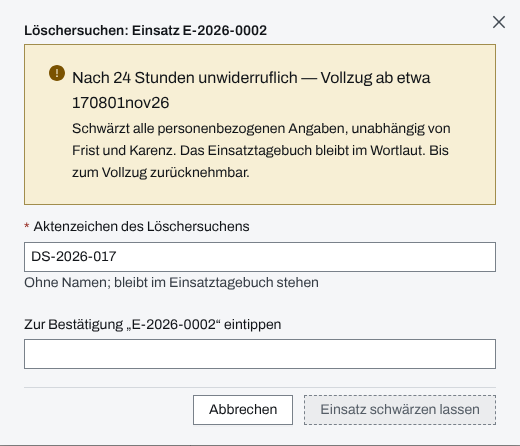 Löschersuchen: Einsatz E-2026-0002
Nach 24 Stunden unwiderruflich — Vollzug ab etwa
170801nov26
Schwärzt alle personenbezogenen Angaben, unabhängig von
Frist und Karenz. Das Einsatztagebuch bleibt im Wortlaut. Bis
zum Vollzug zurücknehmbar.
* Aktenzeichen des Löschersuchens
DS-2026-017
Ohne Namen; bleibt im Einsatztagebuch stehen
Zur Bestätigung „E-2026-0002“ eintippen
Abbrechen
Einsatz schwärzen lassen